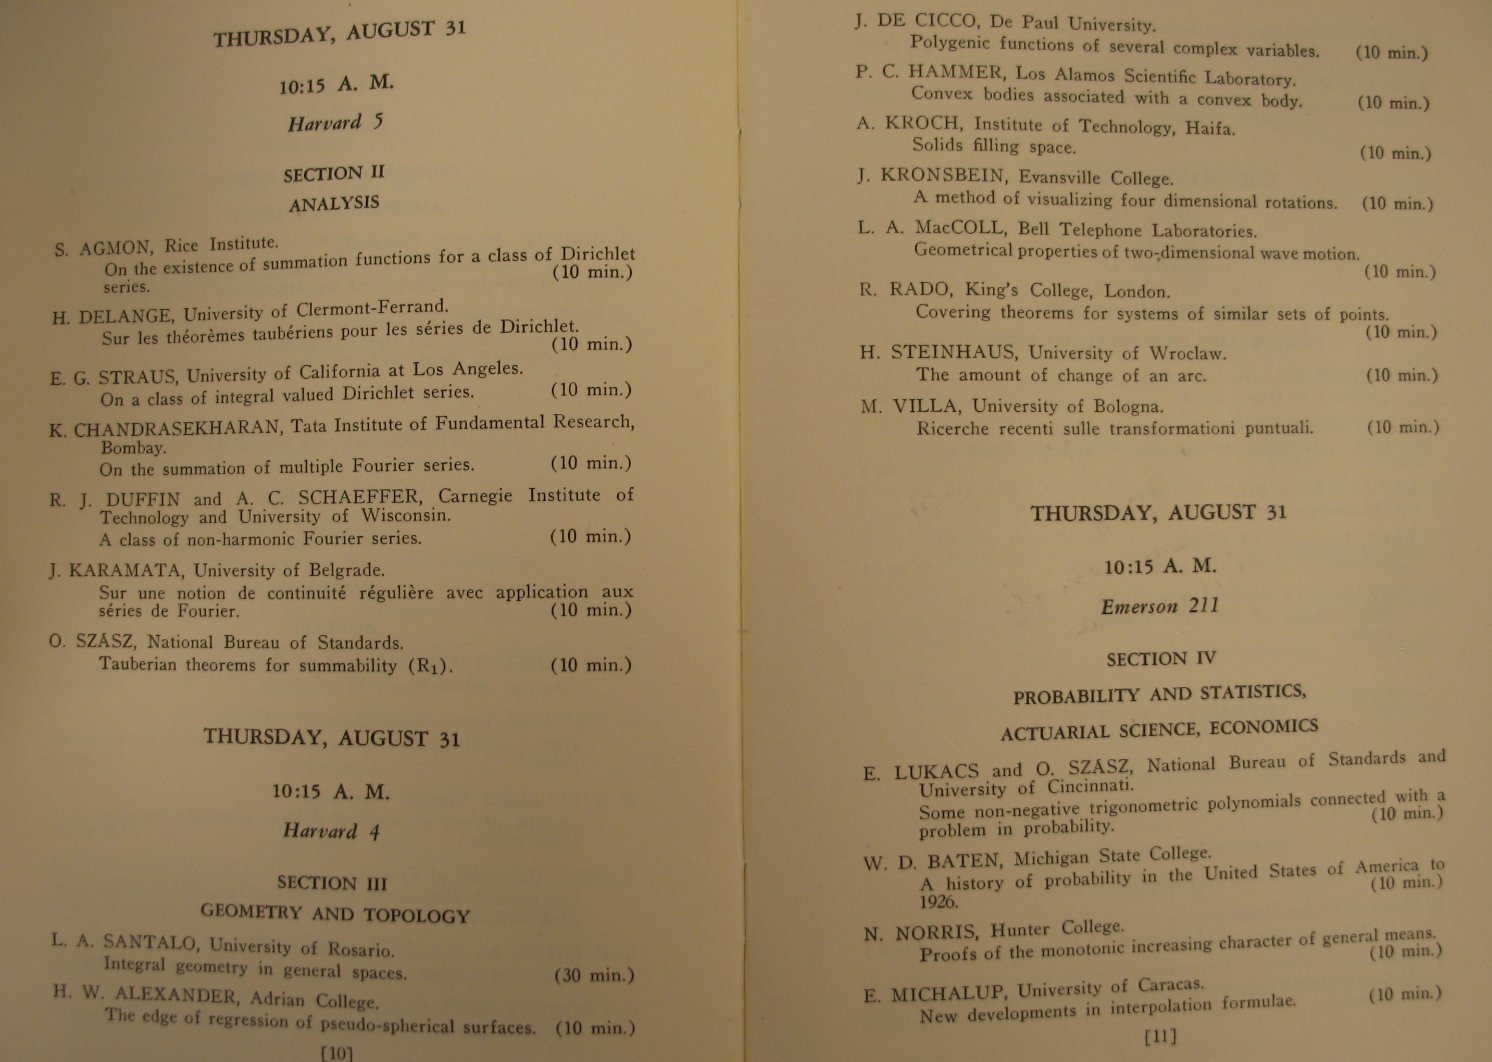 THURSDAY, AUGUST 31
10:15 A. M.
Harvard 5
SECTION II
ANALYSIS
S. AGMON, Rice Institute.
On the existence of summation functions for a class of Dirichlet
series. (10 min.)
H. DELANGE, University of Clermont-Ferrand.
Sur les théorèmes taubériens pour les séries de Dirichlet.
(10 min.)
E. G. STRAUS, University of California at Los Angeles.
On a class of integral valued Dirichlet series. (10 min.)
K. CHANDRASEKHARAN, Tata Institute of Fundamental Research,
Bombay.
On the summation of multiple Fourier series. (10 min.)
R. J. DUFFIN and A. C. SCHAEFFER, Carnegie Institute of
Technology and University of Wisconsin.
A class of non-harmonic Fourier series. (10 min.)
J. KARAMATA, University of Belgrade.
Sur une notion de continuité régulière avec application aux
séries de Fourier. (10 min.)
O. SZÁSZ, National Bureau of Standards.
Tauberian theorems for summability (R1). (10 min.)
THURSDAY, AUGUST 31
10:15 A. M.
Harvard 4
SECTION III
GEOMETRY AND TOPOLOGY
L. A. SANTALO, University of Rosario.
Integral geometry in general spaces. (30 min.)
H. W. ALEXANDER, Adrian College.
The edge of regression of pseudo-spherical surfaces. (10 min.)
[10]
J. DE CICCO, De Paul University.
Polygenic functions of several complex variables. (10 min.)
P. C. HAMMER, Los Alamos Scientific Laboratory.
Convex bodies associated with a convex body. (10 min.)
A. KROCH, Institute of Technology, Haifa.
Solids filling space. (10 min.)
J. KRONSBEIN, Evansville College.
A method of visualizing four dimensional rotations. (10 min.)
L. A. MacCOLL, Bell Telephone Laboratories.
Geometrical properties of two-dimensional wave motion.
(10 min.)
R. RADO, King's College, London.
Covering theorems for systems of similar sets of points.
(10 min.)
H. STEINHAUS, University of Wroclaw.
The amount of change of an arc. (10 min.)
M. VILLA, University of Bologna.
Ricerche recenti sulle transformationi puntuali. (10 min.)
THURSDAY, AUGUST 31
10:15 A. M.
Emerson 211
SECTION IV
PROBABILITY AND STATISTICS,
ACTUARIAL SCIENCE, ECONOMICS
E. LUKACS and O. SZÁSZ, National Bureau of Standards and
University of Cincinnati.
Some non-negative trigonometric polynomials connected with a
problem in probability. (10 min.)
W. D. BATEN, Michigan State College.
A history of probability in the United States of America to
1926. (10 min.)
N. NORRIS, Hunter College.
Proofs of the monotonic increasing character of general means.
(10 min.)
E. MICHALUP, University of Caracas.
New developments in interpolation formulae. (10 min.)
[11]